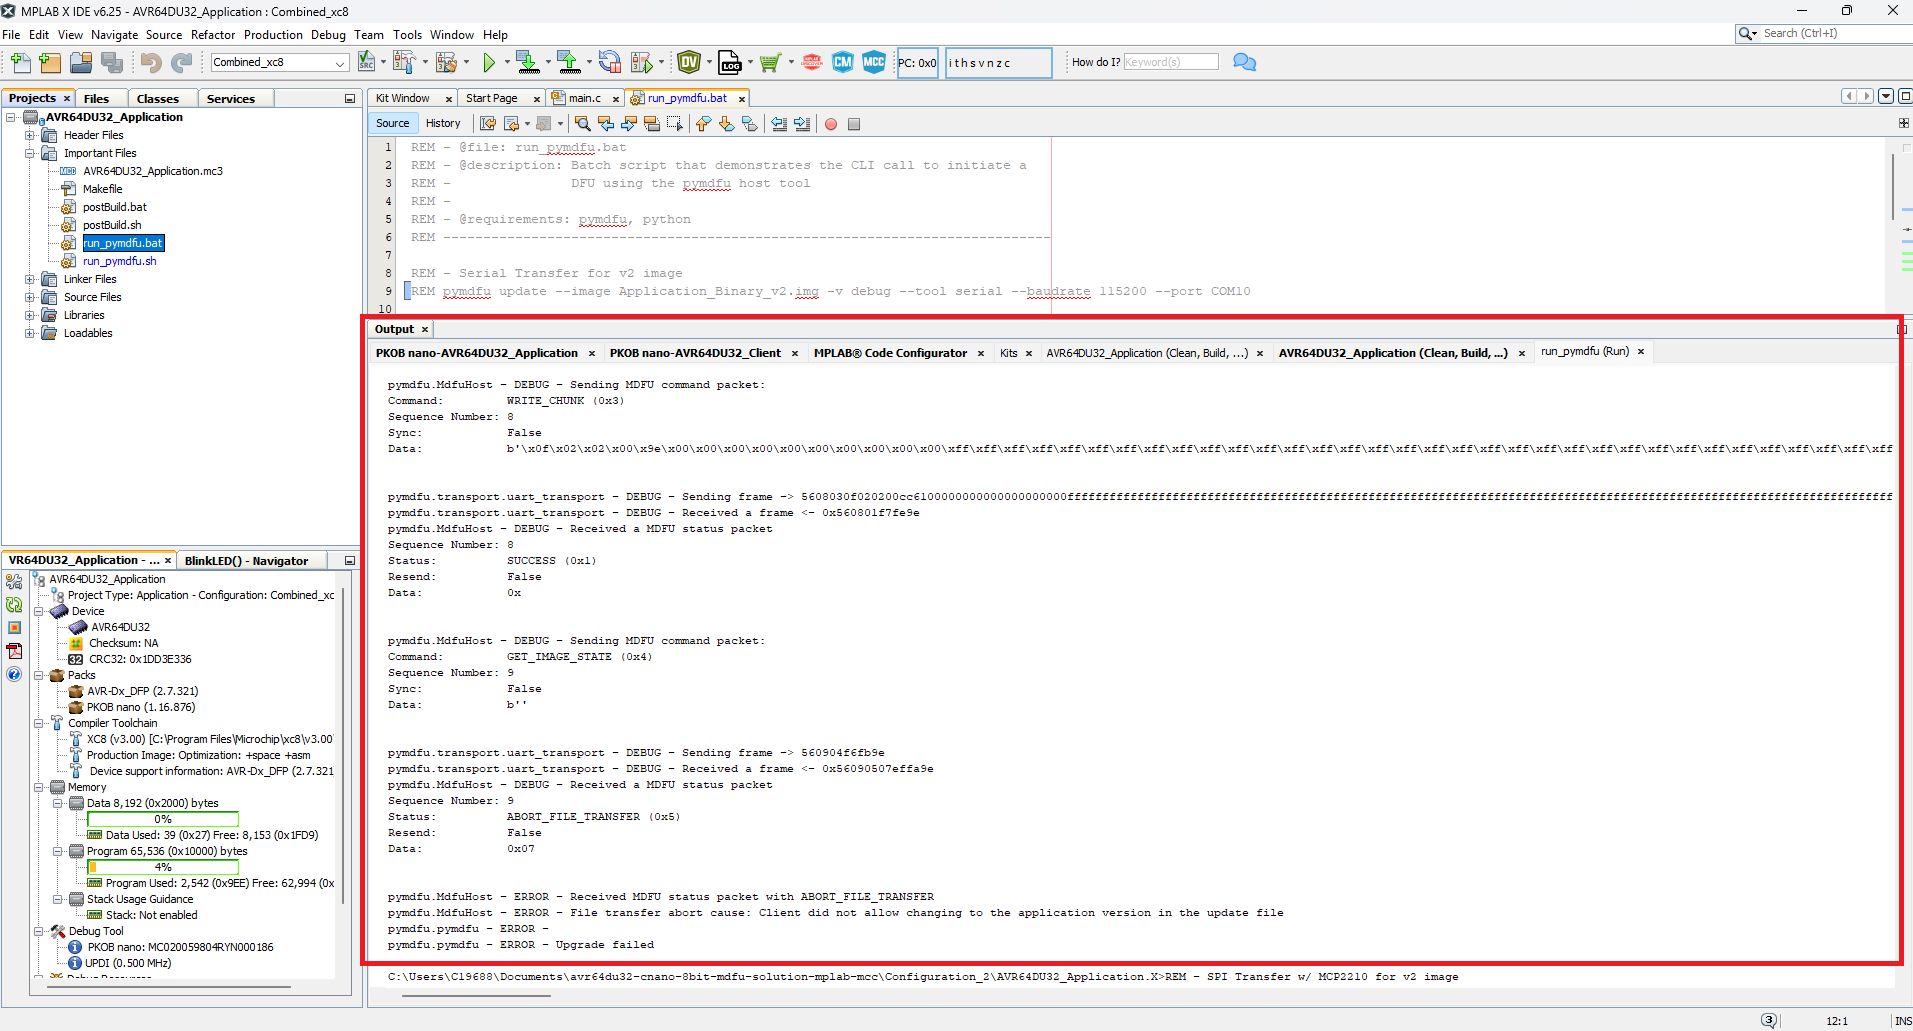 MPLAB X IDE v6.25 - AVR64DU32_Application : Combined_xc8
File Edit View Navigate Source Refactor Production Debug Team Tools Window Help
Search (Ctrl+I)
Combined_xc8
PC: 0x0
i t h s v n z c
How do I? Keyword(s)
Projects Files Classes Services
AVR64DU32_Application
Header Files
Important Files
AVR64DU32_Application.mc3
Makefile
postBuild.bat
postBuild.sh
run_pymdfu.bat
run_pymdfu.sh
Linker Files
Source Files
Libraries
Loadables
Kit Window Start Page main.c run_pymdfu.bat
Source History
1 REM - @file: run_pymdfu.bat
2 REM - @description: Batch script that demonstrates the CLI call to initiate a
3 REM - DFU using the pymdfu host tool
4 REM -
5 REM - @requirements: pymdfu, python
6 REM ----------------------------------------------------------------------------
7
8 REM - Serial Transfer for v2 image
9 REM pymdfu update --image Application_Binary_v2.img -v debug --tool serial --baudrate 115200 --port COM10
10
VR64DU32_Application - ... BlinkLED() - Navigator
AVR64DU32_Application
Project Type: Application - Configuration: Combined_xc
Device
AVR64DU32
Checksum: NA
CRC32: 0x1DD3E336
Packs
AVR-Dx_DFP (2.7.321)
PKOB nano (1.16.876)
Compiler Toolchain
XC8 (v3.00) [C:\Program Files\Microchip\xc8\v3.00
Production Image: Optimization: +space +asm
Device support information: AVR-Dx_DFP (2.7.321
Memory
Data 8,192 (0x2000) bytes
0%
Data Used: 39 (0x27) Free: 8,153 (0x1FD9)
Program 65,536 (0x10000) bytes
4%
Program Used: 2,542 (0x9EE) Free: 62,994 (0x
Stack Usage Guidance
Stack: Not enabled
Debug Tool
PKOB nano: MC020059804RYN000186
UPDI (0.500 MHz)
Output
PKOB nano-AVR64DU32_Application PKOB nano-AVR64DU32_Client MPLAB® Code Configurator Kits AVR64DU32_Application (Clean, Build, ...) AVR64DU32_Application (Clean, Build, ...) run_pymdfu (Run)
pymdfu.MdfuHost - DEBUG - Sending MDFU command packet:
Command: WRITE_CHUNK (0x3)
Sequence Number: 8
Sync: False
Data: b'\x0f\x02\x02\x00\x9e\x00\x00\x00\x00\x00\x00\x00\x00\x00\x00\xff\xff\xff\xff\xff\xff\xff\xff\xff\xff\xff\xff\xff\xff\xff\xff\xff\xff\xff\xff\xff\xff\xff\xff\xff\xff\xff\xff\xff\xff\xff\xff\xff
pymdfu.transport.uart_transport - DEBUG - Sending frame -> 5608030f020200cc6100000000000000000000ffffffffffffffffffffffffffffffffffffffffffffffffffffffffffffffffffffffffffffffffffffffffffffffffffffffffffffffffffff
pymdfu.transport.uart_transport - DEBUG - Received a frame <- 0x560801f7fe9e
pymdfu.MdfuHost - DEBUG - Received a MDFU status packet
Sequence Number: 8
Status: SUCCESS (0x1)
Resend: False
Data: 0x
pymdfu.MdfuHost - DEBUG - Sending MDFU command packet:
Command: GET_IMAGE_STATE (0x4)
Sequence Number: 9
Sync: False
Data: b''
pymdfu.transport.uart_transport - DEBUG - Sending frame -> 560904f6fb9e
pymdfu.transport.uart_transport - DEBUG - Received a frame <- 0x56090507effa9e
pymdfu.MdfuHost - DEBUG - Received a MDFU status packet
Sequence Number: 9
Status: ABORT_FILE_TRANSFER (0x5)
Resend: False
Data: 0x07
pymdfu.MdfuHost - ERROR - Received MDFU status packet with ABORT_FILE_TRANSFER
pymdfu.MdfuHost - ERROR - File transfer abort cause: Client did not allow changing to the application version in the update file
pymdfu.pymdfu - ERROR -
pymdfu.pymdfu - ERROR - Upgrade failed
C:\Users\C19688\Documents\avr64du32-cnano-8bit-mdfu-solution-mplab-mcc\Configuration_2\AVR64DU32_Application.X>REM - SPI Transfer w/ MCP2210 for v2 image
3 12:1 INS